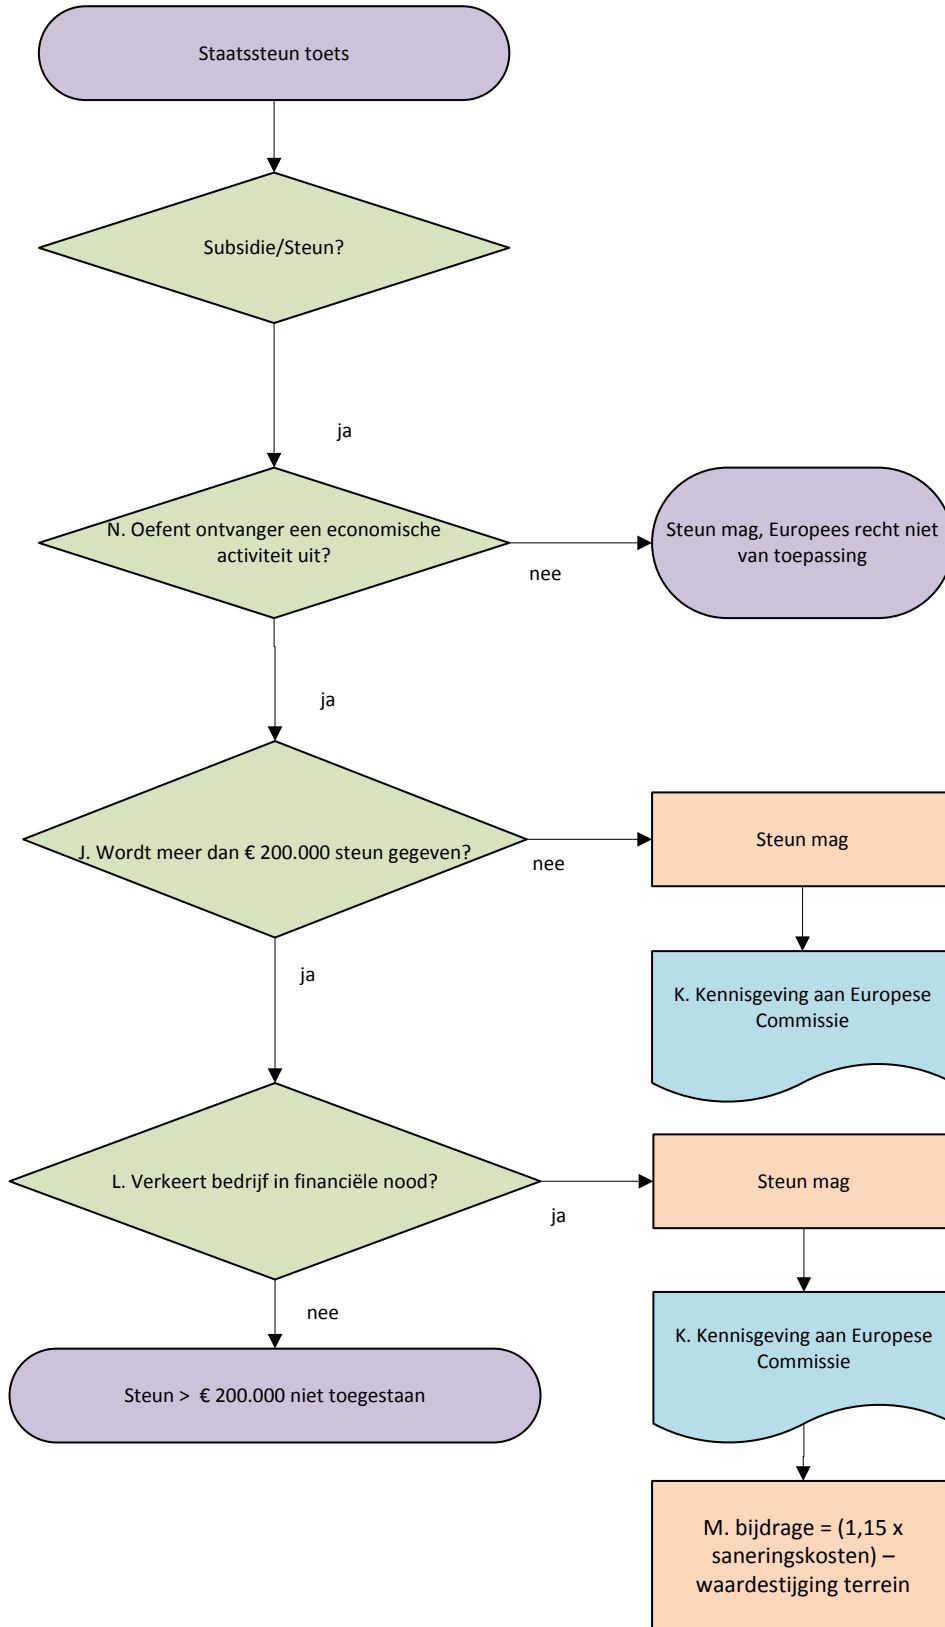 Staatssteun toets
Subsidie/Steun?
ja
N. Oefent ontvanger een economische
activiteit uit?
nee
Steun mag, Europees recht niet
van toepassing
ja
J. Wordt meer dan € 200.000 steun gegeven?
nee
Steun mag
K. Kennisgeving aan Europese
Commissie
ja
L. Verkeert bedrijf in financiële nood?
ja
Steun mag
K. Kennisgeving aan Europese
Commissie
nee
Steun > € 200.000 niet toegestaan
M. bijdrage = (1,15 x
saneringskosten) –
waardestijging terrein